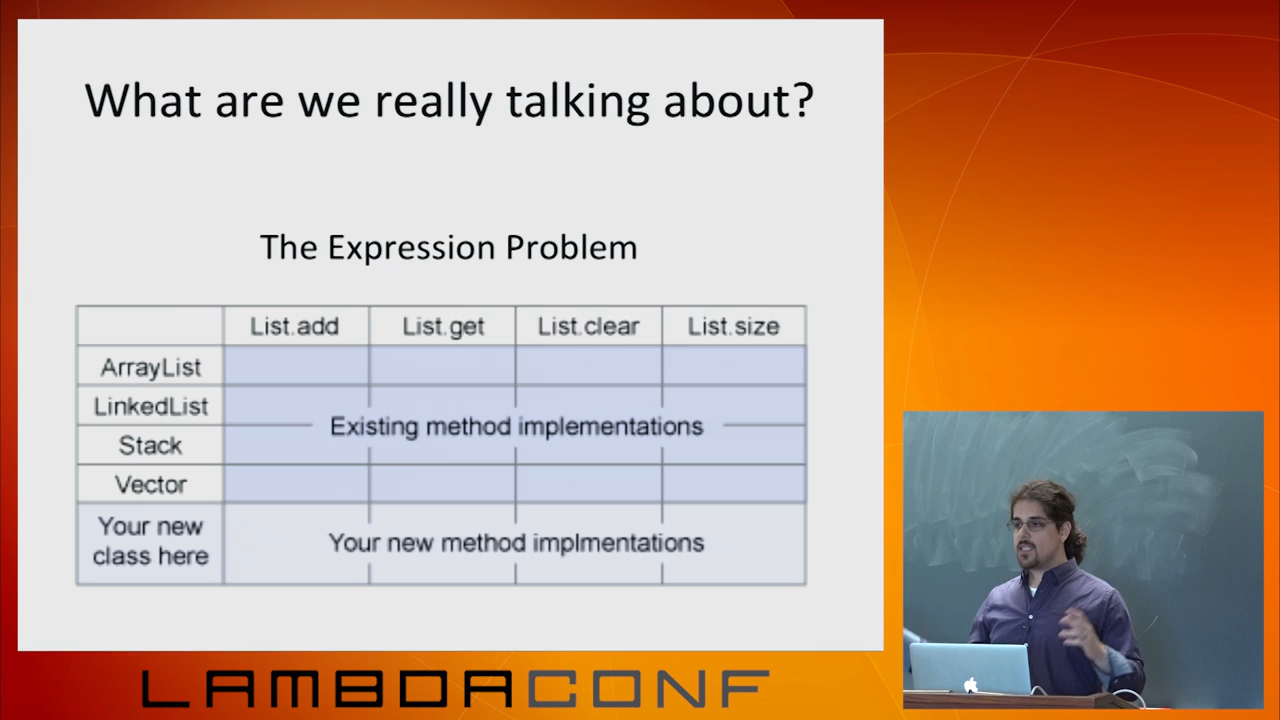 What are we really talking about?
The Expression Problem
List.add List.get List.clear List.size
ArrayList
LinkedList
Existing method implementations
Stack
Vector
Your new
class here
Your new method implmentations
LAMBDACONF